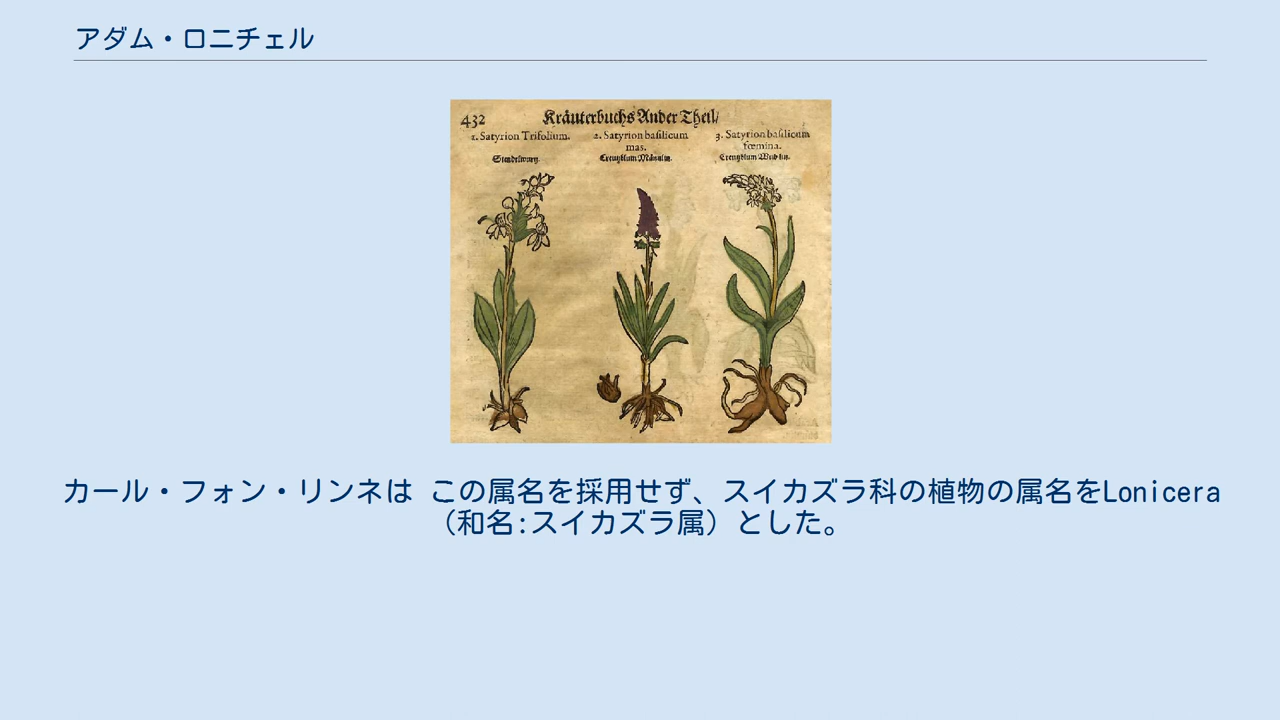 アダム・ロニチェル
432 Kräuterbuchs Ander Theil/
1. Satyrion Trifolium. 2. Satyrion basilicum 3. Satyrion basilicum
mas. fœmina.
カール・フォン・リンネは この属名を採用せず、スイカズラ科の植物の属名をLonicera
（和名:スイカズラ属）とした。